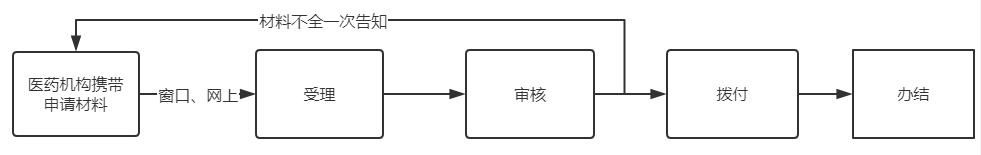 材料不全一次告知
医药机构携带
申请材料
窗口、网上
受理
审核
拨付
办结